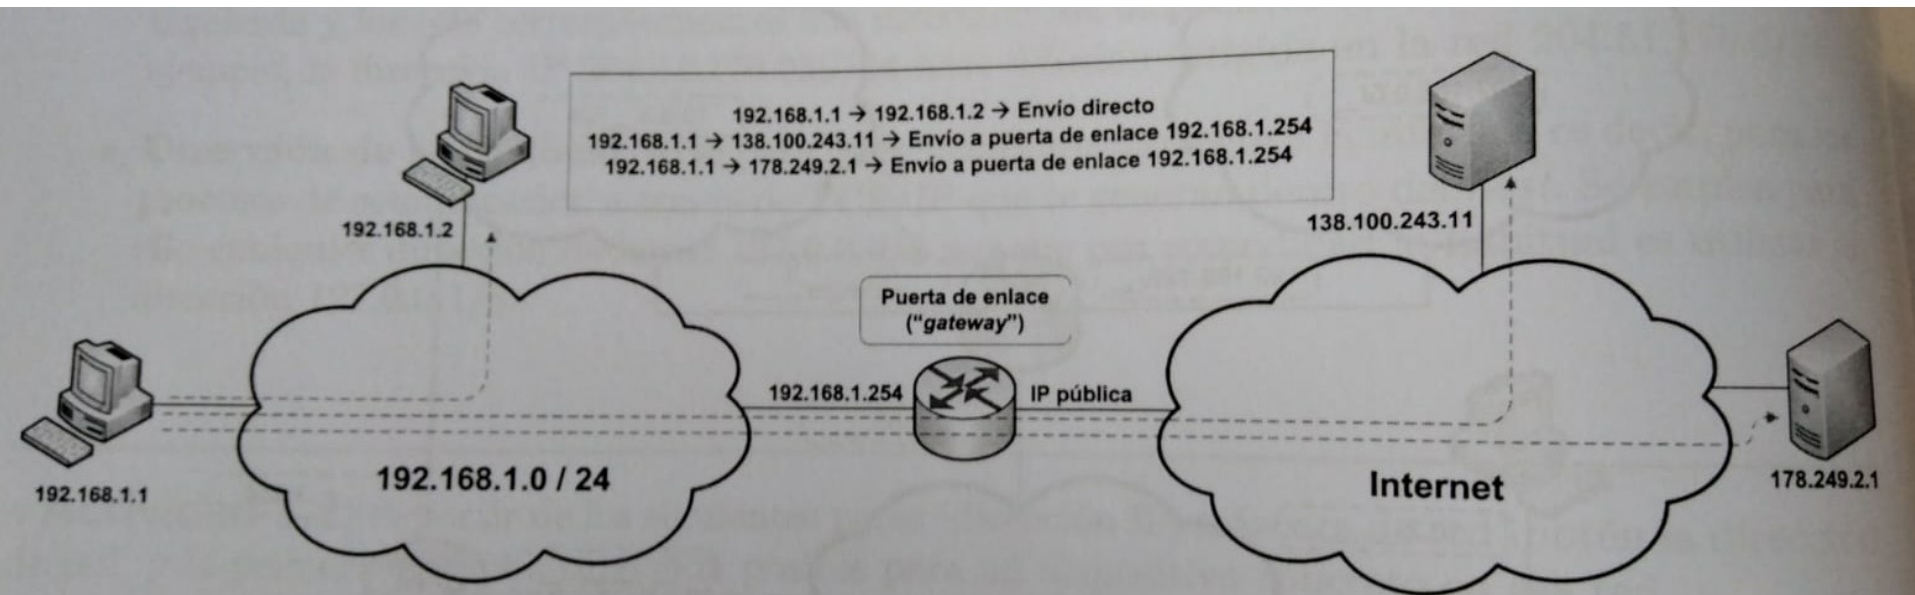 192.168.1.1 → 192.168.1.2 → Envío directo
192.168.1.1 → 138.100.243.11 → Envío a puerta de enlace 192.168.1.254
192.168.1.1 → 178.249.2.1 → Envío a puerta de enlace 192.168.1.254
192.168.1.2
138.100.243.11
Puerta de enlace
(“gateway”)
192.168.1.254
IP pública
192.168.1.1
192.168.1.0 / 24
Internet
178.249.2.1